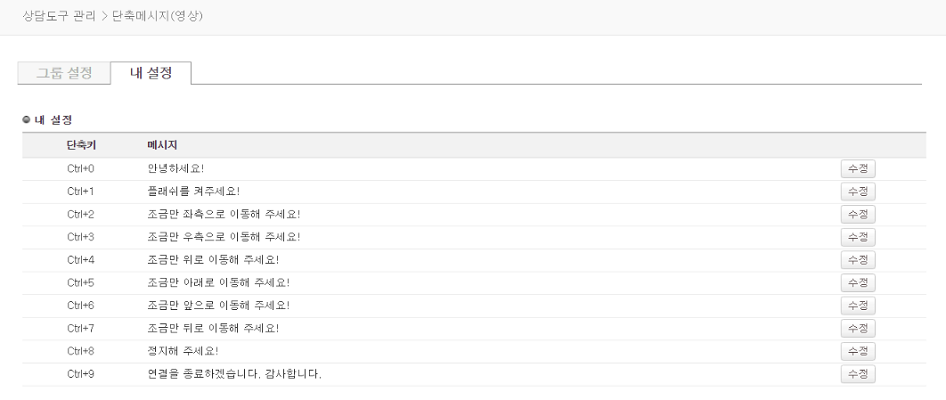 상담도구 관리 > 단축메시지(영상)
그룹 설정 내 설정
내 설정
단축키 메시지
Ctrl+0 안녕하세요! 수정
Ctrl+1 플래쉬를 켜주세요! 수정
Ctrl+2 조금만 좌측으로 이동해 주세요! 수정
Ctrl+3 조금만 우측으로 이동해 주세요! 수정
Ctrl+4 조금만 위로 이동해 주세요! 수정
Ctrl+5 조금만 아래로 이동해 주세요! 수정
Ctrl+6 조금만 앞으로 이동해 주세요! 수정
Ctrl+7 조금만 뒤로 이동해 주세요! 수정
Ctrl+8 정지해 주세요! 수정
Ctrl+9 연결을 종료하겠습니다. 감사합니다. 수정